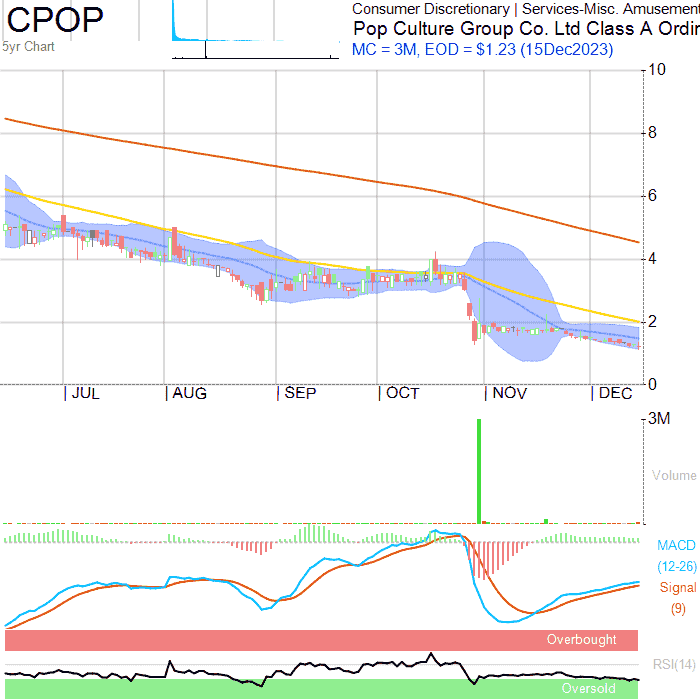 CPOP
5yr Chart
Consumer Discretionary | Services-Misc. Amusement
Pop Culture Group Co. Ltd Class A Ordin
MC = 3M, EOD = $1.23 (15Dec2023)
10
8
6
4
2
0
JUL AUG SEP OCT NOV DEC
3M
Volume
MACD
(12-26)
Signal
(9)
Overbought
RSI(14)
Oversold